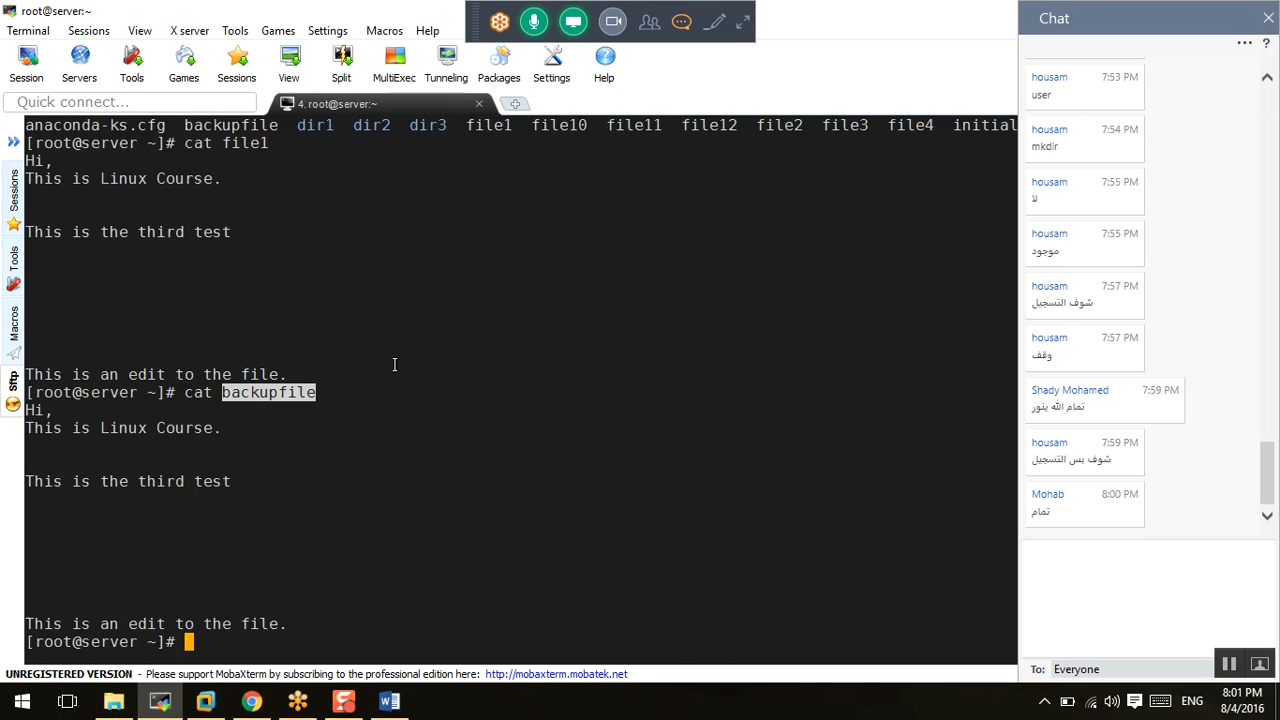 root@server:~
Terminal Sessions View X server Tools Games Settings Macros Help
Session Servers Tools Games Sessions View Split MultiExec Tunneling Packages Settings Help
Quick connect...
4. root@server:~
anaconda-ks.cfg backupfile dir1 dir2 dir3 file1 file10 file11 file12 file2 file3 file4 initial
[root@server ~]# cat file1
Hi,
This is Linux Course.
This is the third test
This is an edit to the file.
[root@server ~]# cat backupfile
Hi,
This is Linux Course.
This is the third test
This is an edit to the file.
[root@server ~]#
Sessions
Tools
Macros
Sftp
UNREGISTERED VERSION - Please support MobaXterm by subscribing to the professional edition here: http://mobaxterm.mobatek.net
Chat
housam 7:53 PM
user
housam 7:54 PM
mkdir
housam 7:55 PM
لا
housam 7:55 PM
موجود
housam 7:57 PM
شوف التسجيل
housam 7:57 PM
وقف
Shady Mohamed 7:59 PM
تمام الله ينور
housam 7:59 PM
شوف بس التسجيل
Mohab 8:00 PM
تمام
To: Everyone
ENG
8:01 PM
8/4/2016